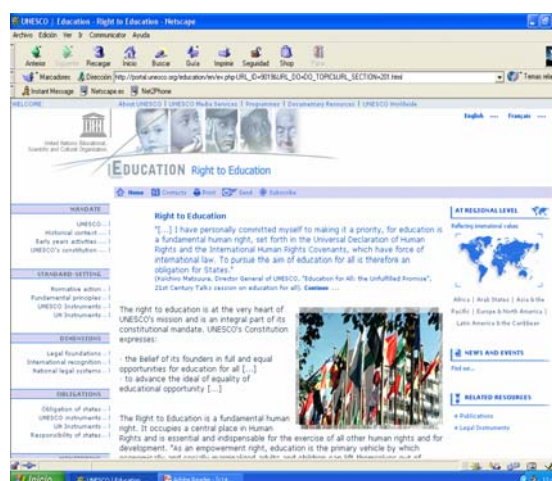 UNESCO | Education - Right to Education - Netscape
Archivo Edición Ver Ir Communicator Ayuda
Anterior Recargar Inicio Buscar Guía Imprimir Seguridad Shop
Marcadores Dirección http://portal.unesco.org/education/en/ev.php-URL_ID=9019&URL_DO=DO_TOPIC&URL_SECTION=201.html
Instant Message Netscape.es Net2Phone
WELCOME
About UNESCO | UNESCO Media Services | Programmes | Documentary Resources | UNESCO Worldwide
English Français
United Nations Educational,
Scientific and Cultural Organization
EDUCATION Right to Education
Home Contacts Print Send Subscribe
MANDATE
UNESCO...
Historical context...
Early years activities...
UNESCO's constitution...
STANDARD-SETTING
Normative action...
Fundamental principles...
UNESCO Instruments...
UN Instruments...
DIMENSIONS
Legal foundations...
International recognition...
National legal systems...
OBLIGATIONS
Obligation of states...
UNESCO instruments...
UN Instruments...
Responsibility of states...
Right to Education
"[...] I have personally committed myself to making it a priority, for education is
a fundamental human right, set forth in the Universal Declaration of Human
Rights and the International Human Rights Covenants, which have force of
international law. To pursue the aim of education for all is therefore an
obligation for States."
(Koïchiro Matsuura, Director General of UNESCO, "Education for All: the Unfulfilled Promise",
21st Century Talks session on education for all). Continue ...
The right to education is at the very heart of
UNESCO's mission and is an integral part of its
constitutional mandate. UNESCO's Constitution
expresses:
· the Belief of its founders in full and equal
opportunities for education for all [...]
· to advance the ideal of equality of
educational opportunity [...]
The Right to Education is a fundamental human
right. It occupies a central place in Human
Rights and is essential and indispensable for the exercise of all other human rights and for
development. "As an empowerment right, education is the primary vehicle by which
AT REGIONAL LEVEL
Reflecting international values
Africa | Arab States | Asia & the
Pacific | Europe & North America |
Latin America & the Caribbean
NEWS AND EVENTS
Find out...
RELATED RESOURCES
Publications
Legal Instruments
Inicio UNESCO | Education